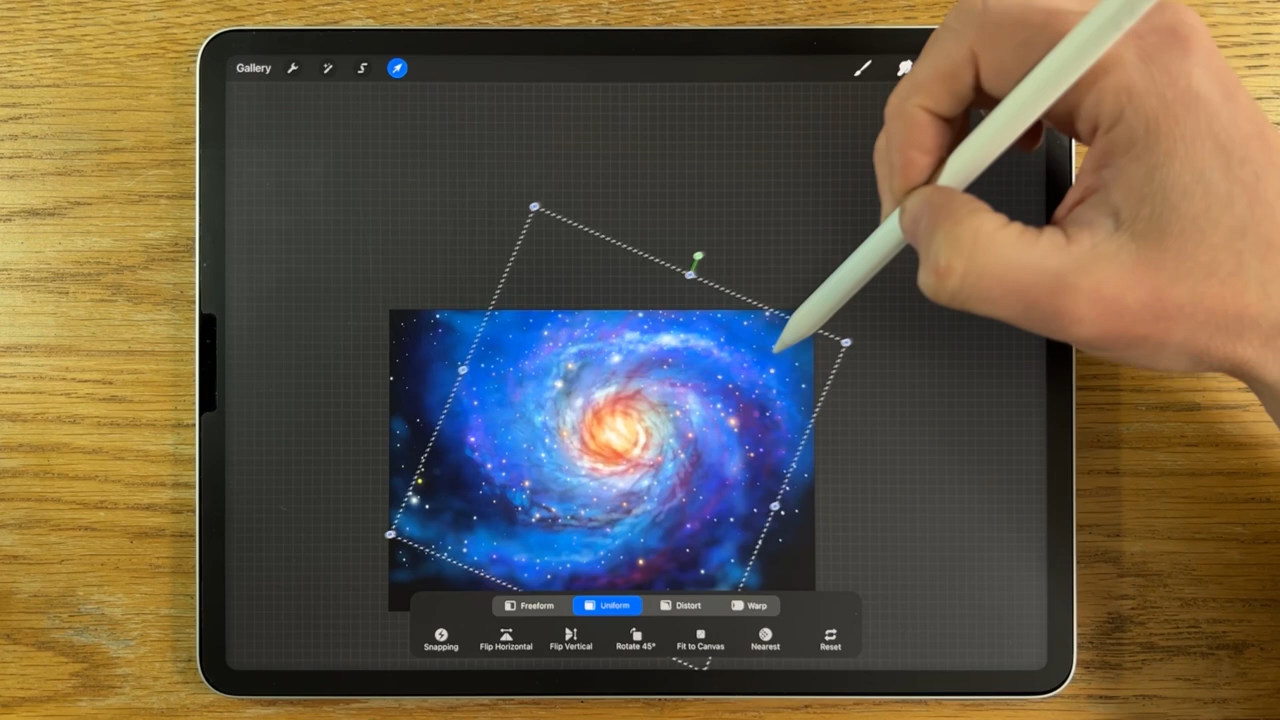 Gallery
Freeform Uniform Distort Warp
Snapping Flip Horizontal Flip Vertical Rotate 45° Fit to Canvas Nearest Reset